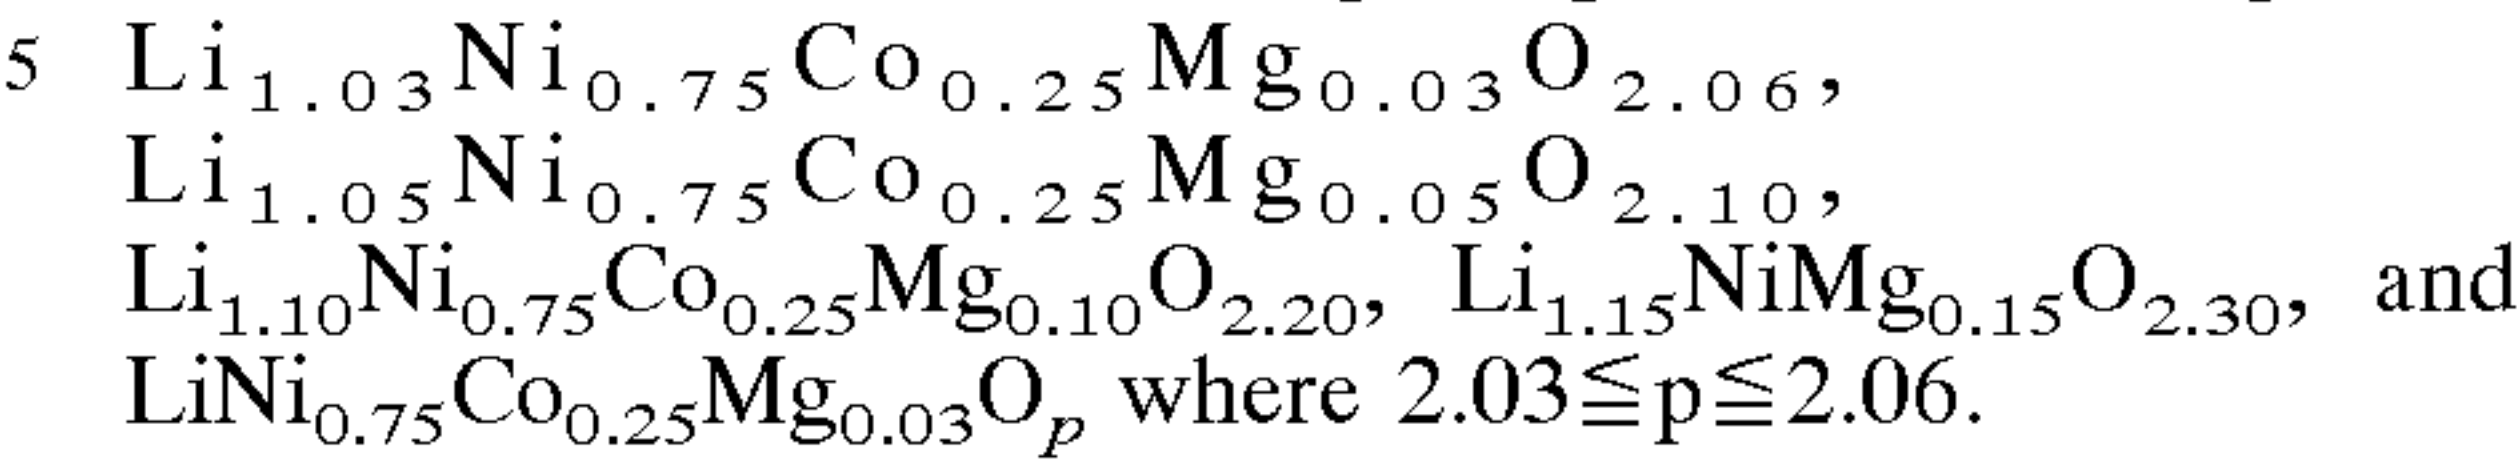 5 Li₁.₀₃Ni₀.₇₅Co₀.₂₅Mg₀.₀₃O₂.₀₆,
Li₁.₀₅Ni₀.₇₅Co₀.₂₅Mg₀.₀₅O₂.₁₀,
Li₁.₁₀Ni₀.₇₅Co₀.₂₅Mg₀.₁₀O₂.₂₀, Li₁.₁₅NiMg₀.₁₅O₂.₃₀, and
LiNi₀.₇₅Co₀.₂₅Mg₀.₀₃Oₚ where 2.03≦p≦2.06.